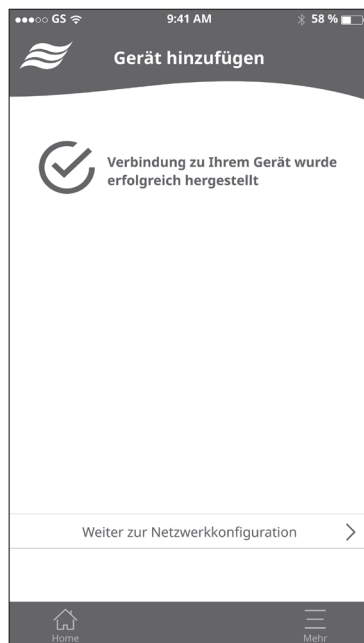 GS 9:41 AM 58 %
Gerät hinzufügen
Verbindung zu Ihrem Gerät wurde
erfolgreich hergestellt
Weiter zur Netzwerkkonfiguration
Home Mehr